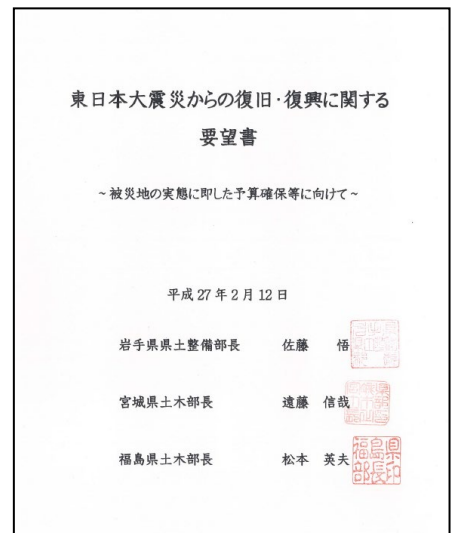 東日本大震災からの復旧・復興に関する
要望書
~被災地の実態に即した予算確保等に向けて~
平成 27 年 2 月 12 日
岩手県県土整備部長 佐藤 悟
宮城県土木部長 遠藤 信哉
福島県土木部長 松本 英夫